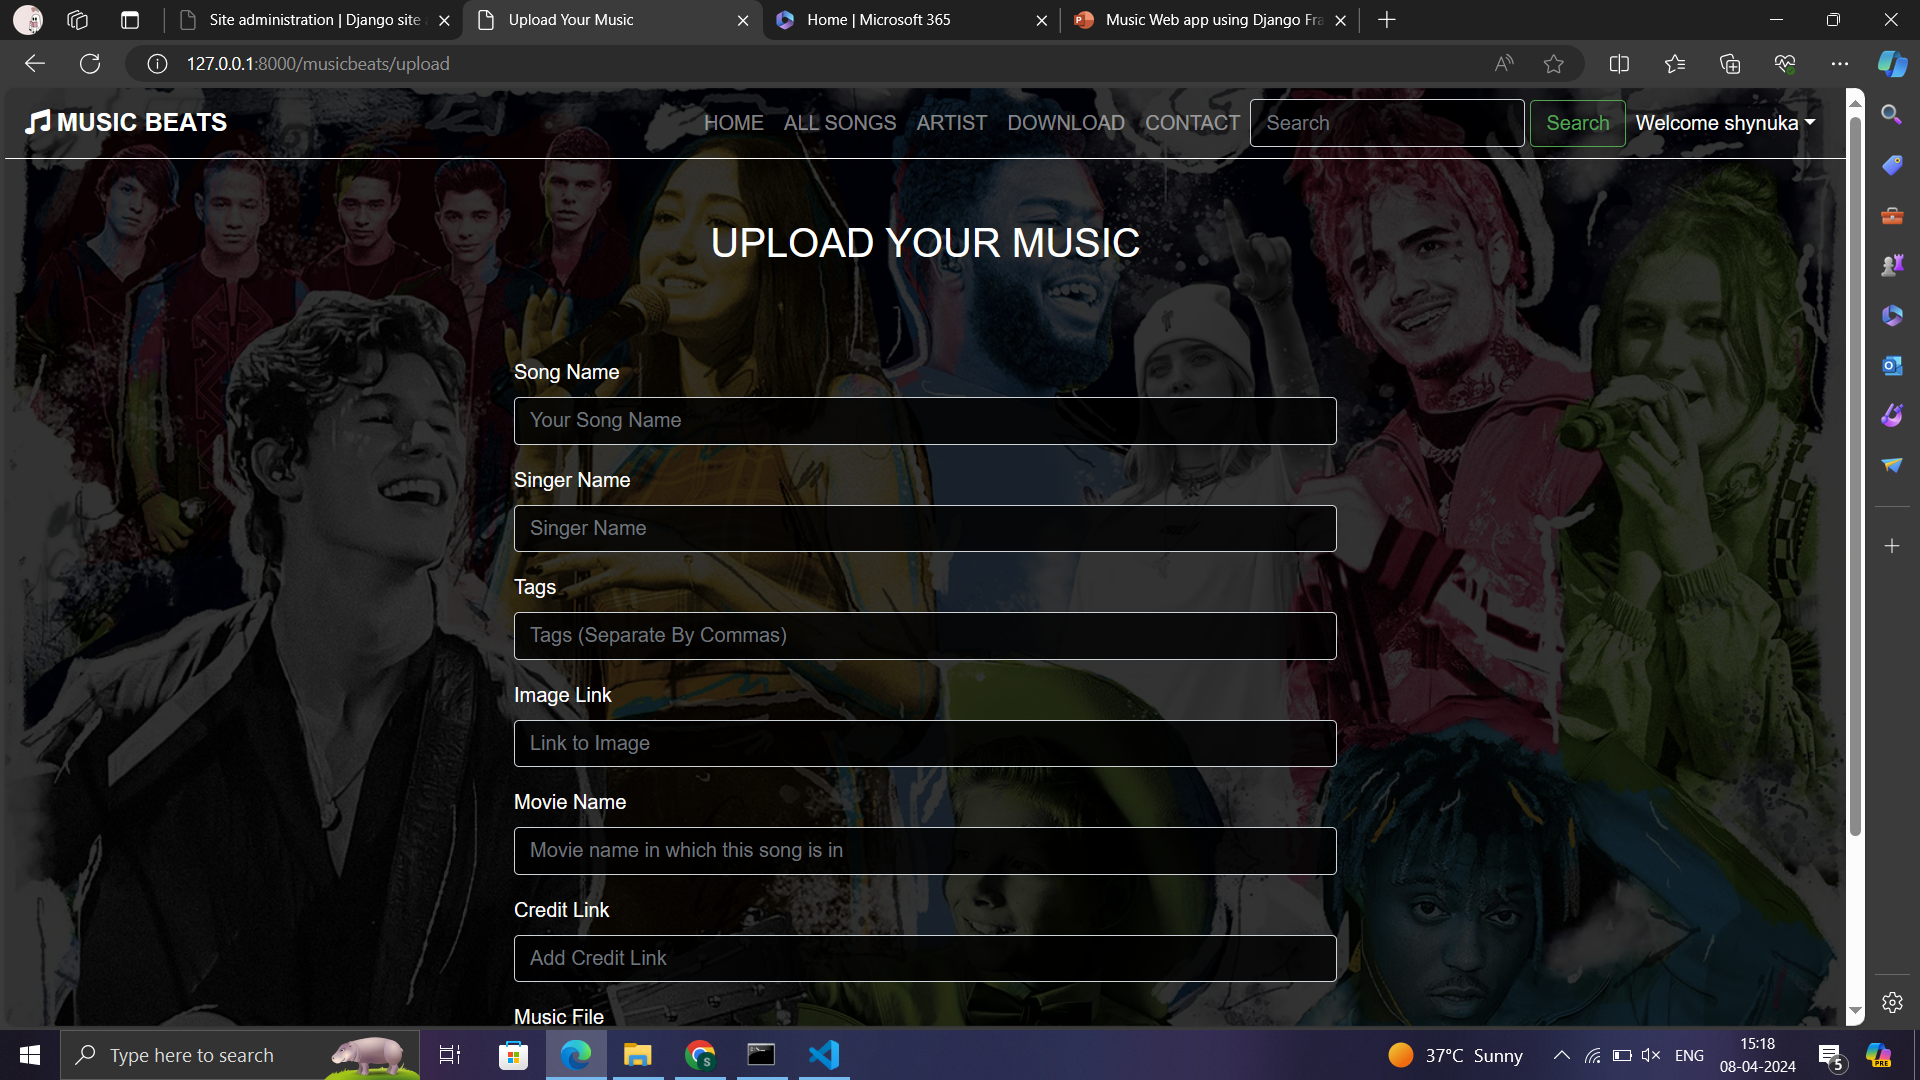 Site administration | Django site
Upload Your Music
Home | Microsoft 365
Music Web app using Django Fra
127.0.0.1:8000/musicbeats/upload
MUSIC BEATS
HOME ALL SONGS ARTIST DOWNLOAD CONTACT Search Search Welcome shynuka
UPLOAD YOUR MUSIC
Song Name
Your Song Name
Singer Name
Singer Name
Tags
Tags (Separate By Commas)
Image Link
Link to Image
Movie Name
Movie name in which this song is in
Credit Link
Add Credit Link
Music File
Type here to search
37°C Sunny
ENG
15:18
08-04-2024
5
PRE